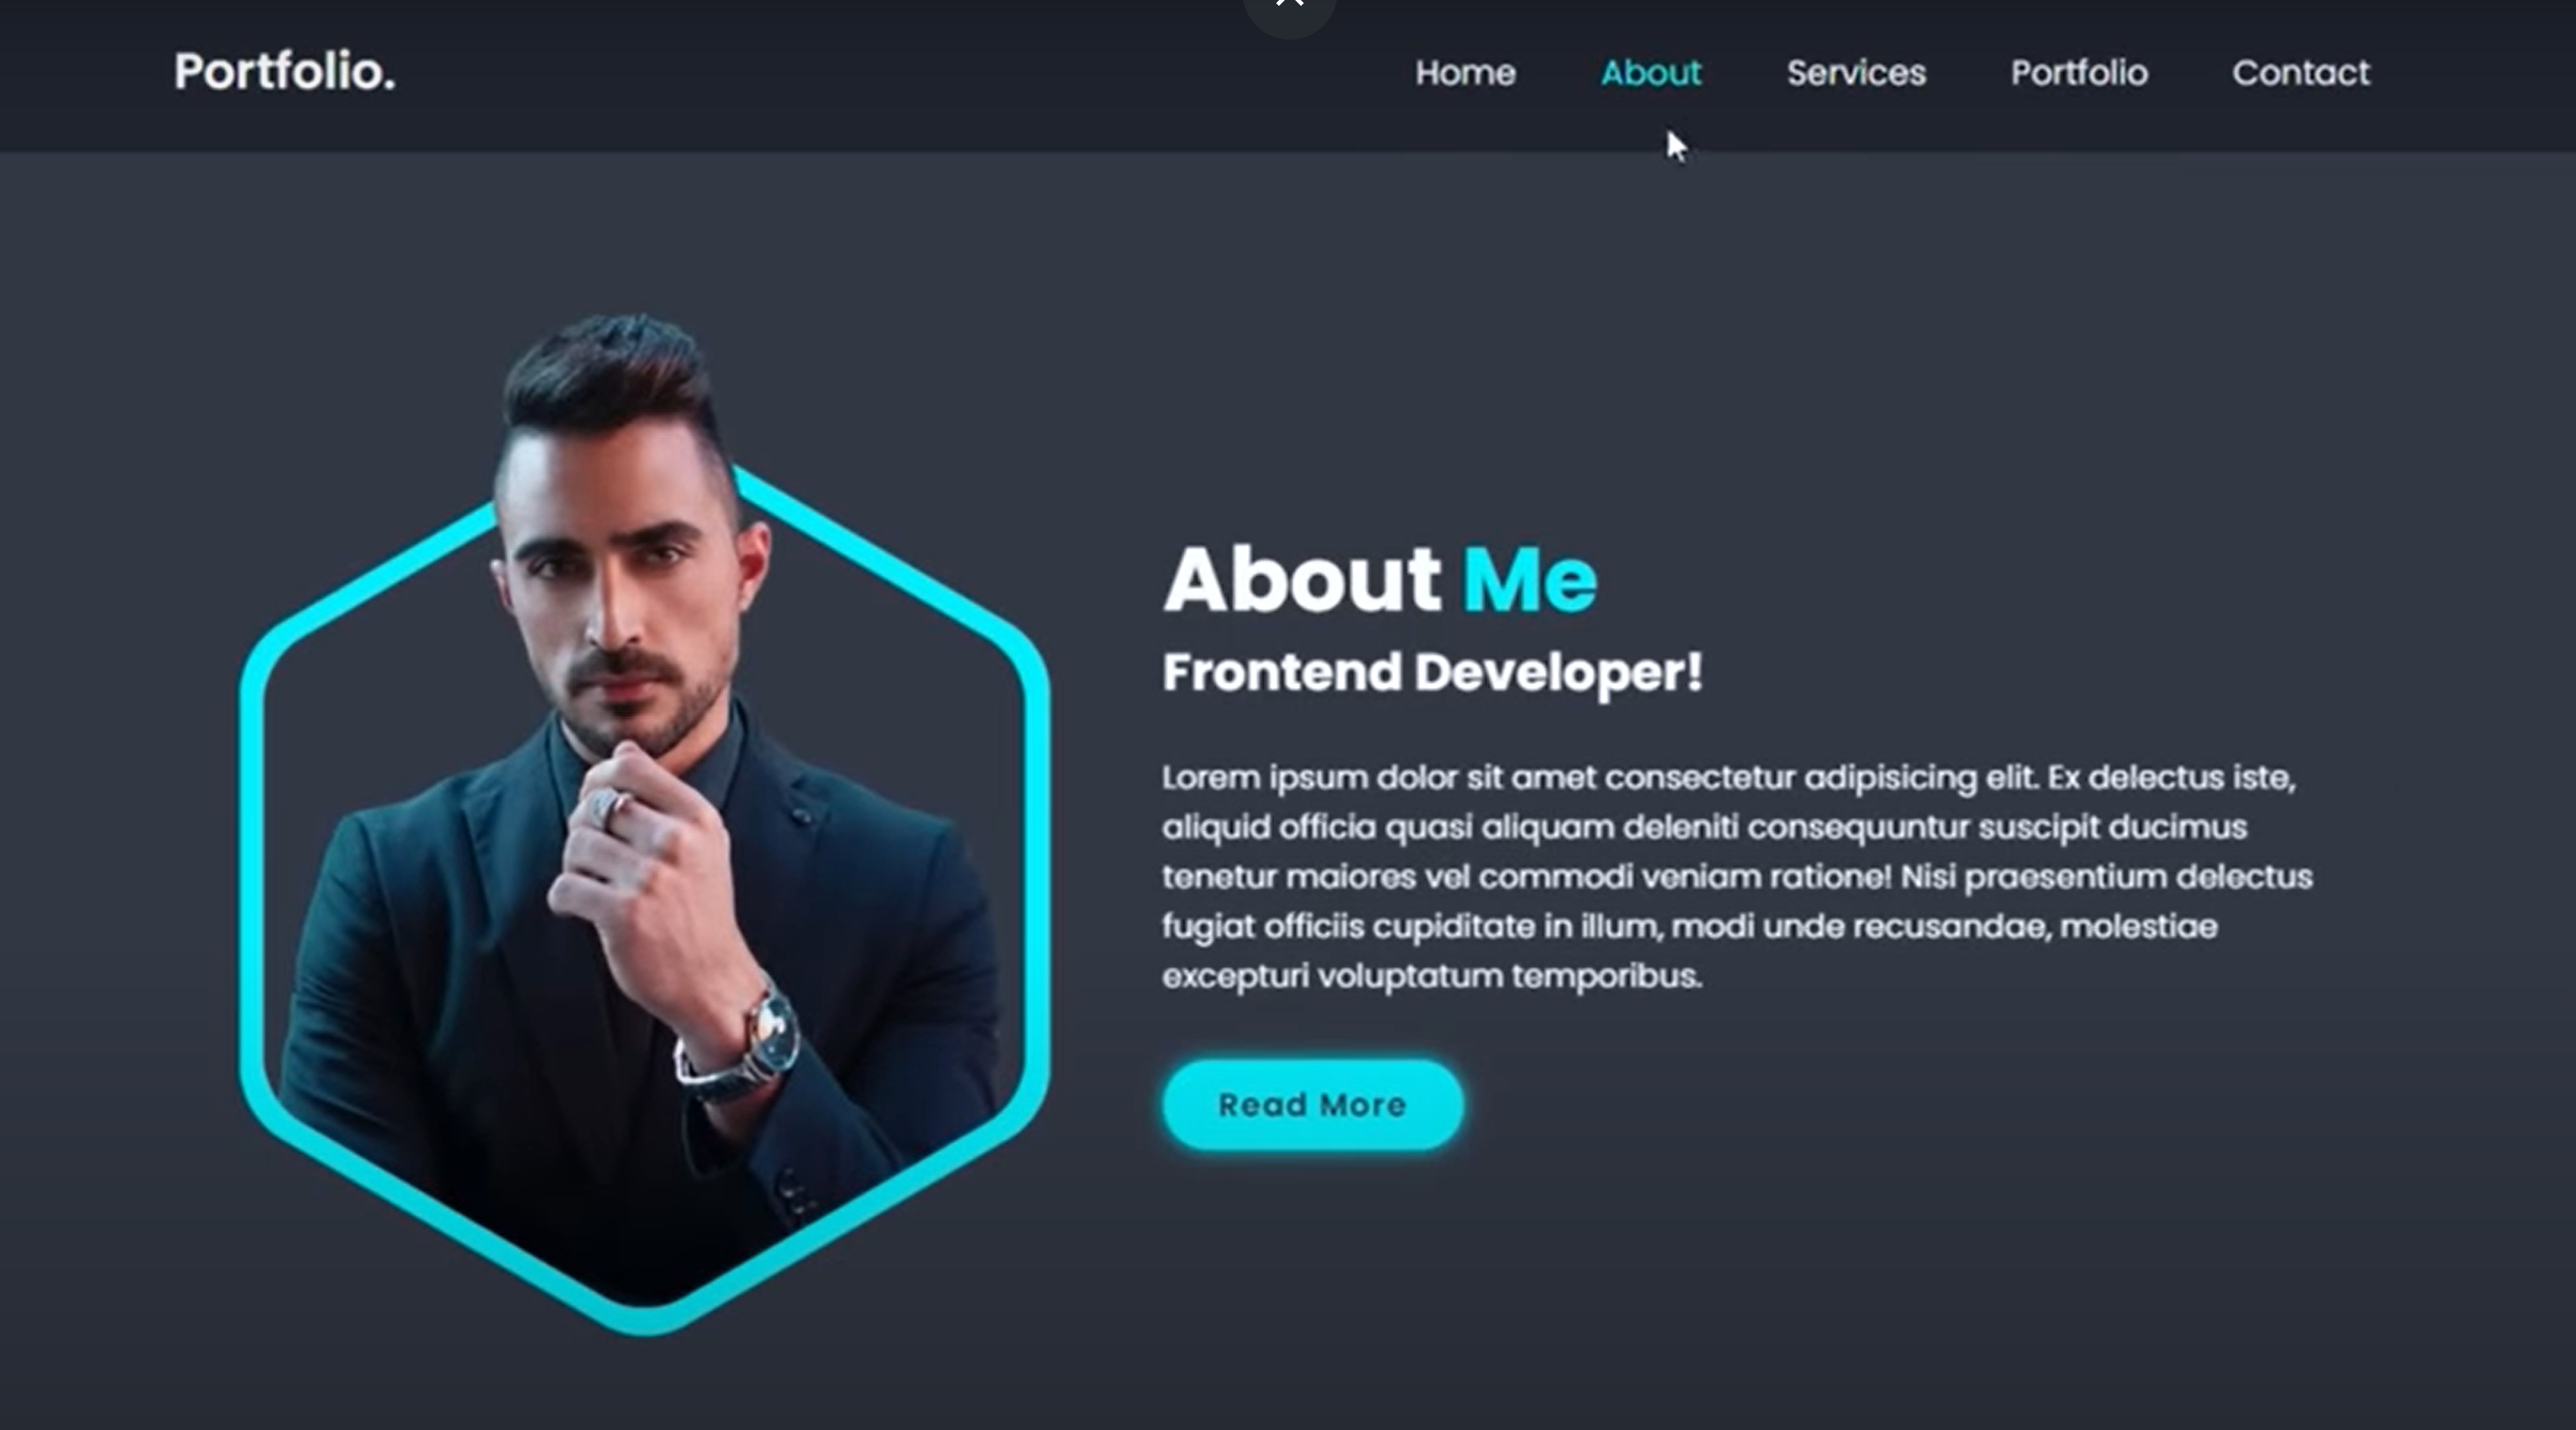 Portfolio.
Home About Services Portfolio Contact
About Me
Frontend Developer!
Lorem ipsum dolor sit amet consectetur adipisicing elit. Ex delectus iste,
aliquid officia quasi aliquam deleniti consequuntur suscipit ducimus
tenetur maiores vel commodi veniam ratione! Nisi praesentium delectus
fugiat officiis cupiditate in illum, modi unde recusandae, molestiae
excepturi voluptatum temporibus.
Read More